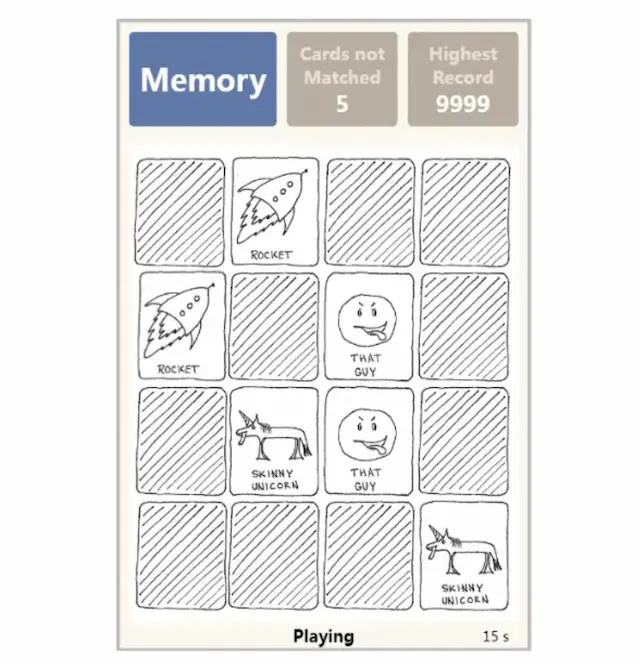 Memory
Cards not
Matched
5
Highest
Record
9999
ROCKET
ROCKET
THAT
GUY
SKINNY
UNICORN
THAT
GUY
SKINNY
UNICORN
Playing
15 s